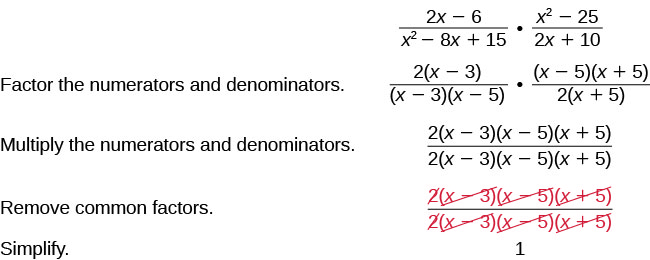 (2x − 6)/(x² − 8x + 15) • (x² − 25)/(2x + 10)
Factor the numerators and denominators. 2(x − 3)/(x − 3)(x − 5) • (x − 5)(x + 5)/2(x + 5)
Multiply the numerators and denominators. 2(x − 3)(x − 5)(x + 5)/2(x − 3)(x − 5)(x + 5)
Remove common factors. 2(x − 3)(x − 5)(x + 5)/2(x − 3)(x − 5)(x + 5)
Simplify. 1